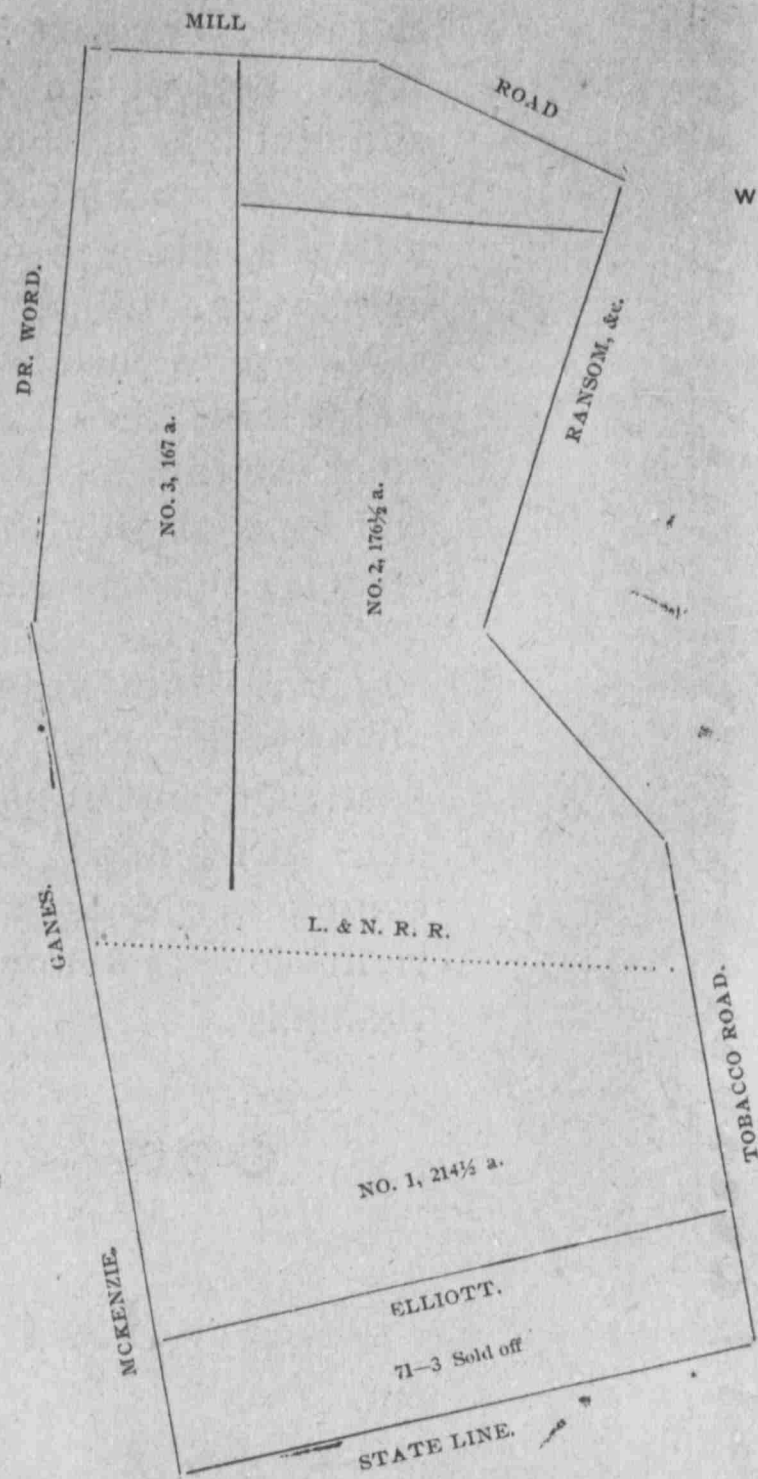 MILL
ROAD
W
DR. WORD.
RANSOM, &c.
NO. 3, 167 a.
NO. 2, 176½ a.
GANES.
L. & N. R. R.
TOBACCO ROAD.
NO. 1, 214½ a.
MCKENZIE.
ELLIOTT.
71—3 Sold off
STATE LINE.